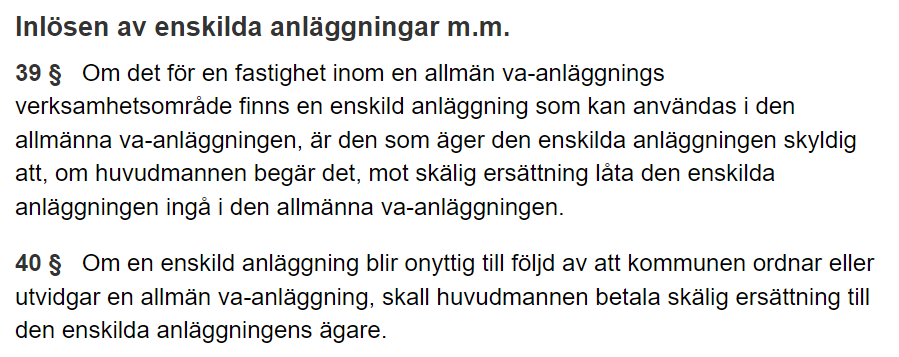 Inlösen av enskilda anläggningar m.m.
39 § Om det för en fastighet inom en allmän va-anläggnings
verksamhetsområde finns en enskild anläggning som kan användas i den
allmänna va-anläggningen, är den som äger den enskilda anläggningen skyldig
att, om huvudmannen begär det, mot skälig ersättning låta den enskilda
anläggningen ingå i den allmänna va-anläggningen.
40 § Om en enskild anläggning blir onyttig till följd av att kommunen ordnar eller
utvidgar en allmän va-anläggning, skall huvudmannen betala skälig ersättning till
den enskilda anläggningens ägare.